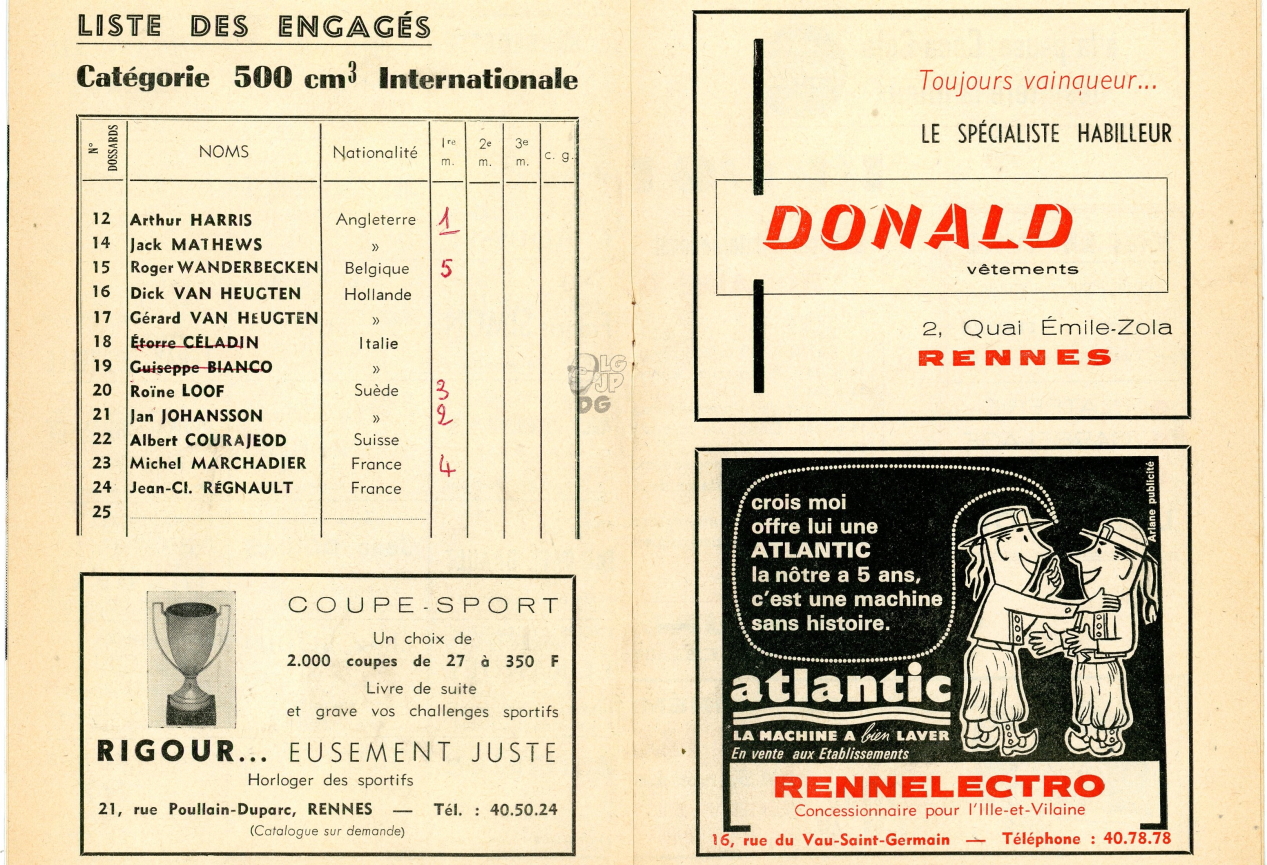 LISTE DES ENGAGÉS
Catégorie 500 cm3 Internationale
N° DOSSARDS NOMS Nationalité 1re m. 2e m. 3e m. c. g.
12 Arthur HARRIS Angleterre 1
14 Jack MATHEWS »
15 Roger WANDERBECKEN Belgique 5
16 Dick VAN HEUGTEN Hollande
17 Gérard VAN HEUGTEN »
18 Étorre CÉLADIN Italie
19 Guiseppe BIANCO »
20 Roïne LOOF Suède 3
21 Jan JOHANSSON » 2
22 Albert COURAJEOD Suisse
23 Michel MARCHADIER France 4
24 Jean-Cl. RÉGNAULT France
25
COUPE-SPORT
Un choix de
2.000 coupes de 27 à 350 F
Livre de suite
et grave vos challenges sportifs
RIGOUR... EUSEMENT JUSTE
Horloger des sportifs
21, rue Poullain-Duparc, RENNES — Tél. : 40.50.24
(Catalogue sur demande)
LG
JP
DG
Toujours vainqueur...
LE SPÉCIALISTE HABILLEUR
DONALD
vêtements
2, Quai Émile-Zola
RENNES
Ariane publicité
crois moi
offre lui une
ATLANTIC
la nôtre a 5 ans,
c'est une machine
sans histoire.
atlantic
LA MACHINE A bien LAVER
En vente aux Etablissements
RENNELECTRO
Concessionnaire pour l'Ille-et-Vilaine
16, rue du Vau-Saint-Germain — Téléphone : 40.78.78